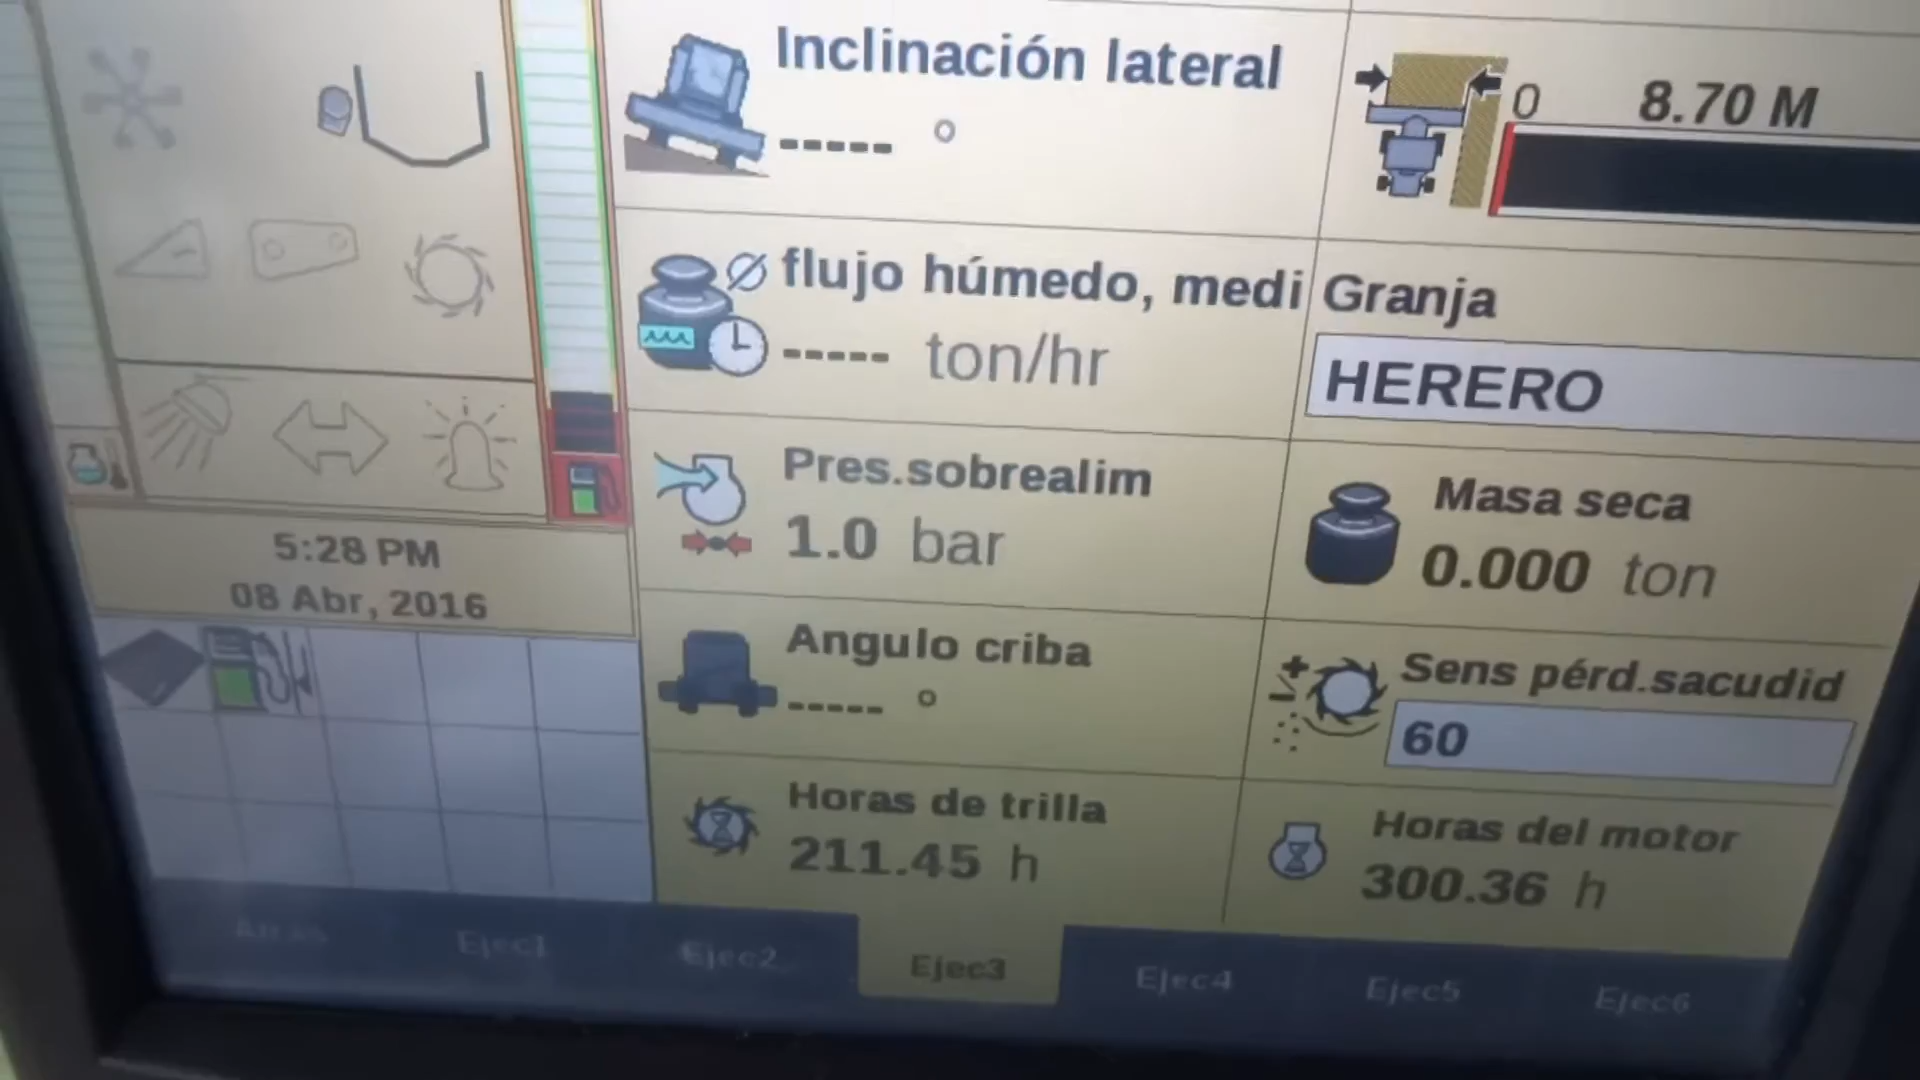 Inclinación lateral
----- °
0 8.70 M
flujo húmedo, medi
----- ton/hr
Granja
HERERO
Pres.sobrealim
1.0 bar
Masa seca
0.000 ton
5:28 PM
08 Abr, 2016
Angulo criba
----- °
Sens pérd.sacudid
60
Horas de trilla
211.45 h
Horas del motor
300.36 h
Atrás Ejec1 Ejec2 Ejec3 Ejec4 Ejec5 Ejec6